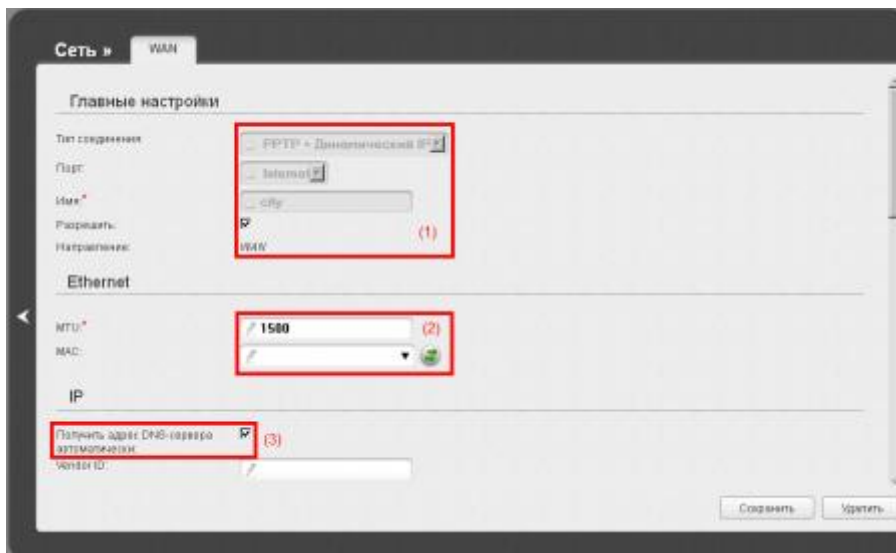 Сеть »
WAN
Главные настройки
Тип соединения:
PPTP + Динамический IP
Порт:
Internet
Имя:*
city
Разрешить:
(1)
Направление:
WAN
Ethernet
MTU:*
1500
(2)
MAC:
IP
Получить адрес DNS-сервера
автоматически:
(3)
Vendor ID:
Сохранить
Удалить